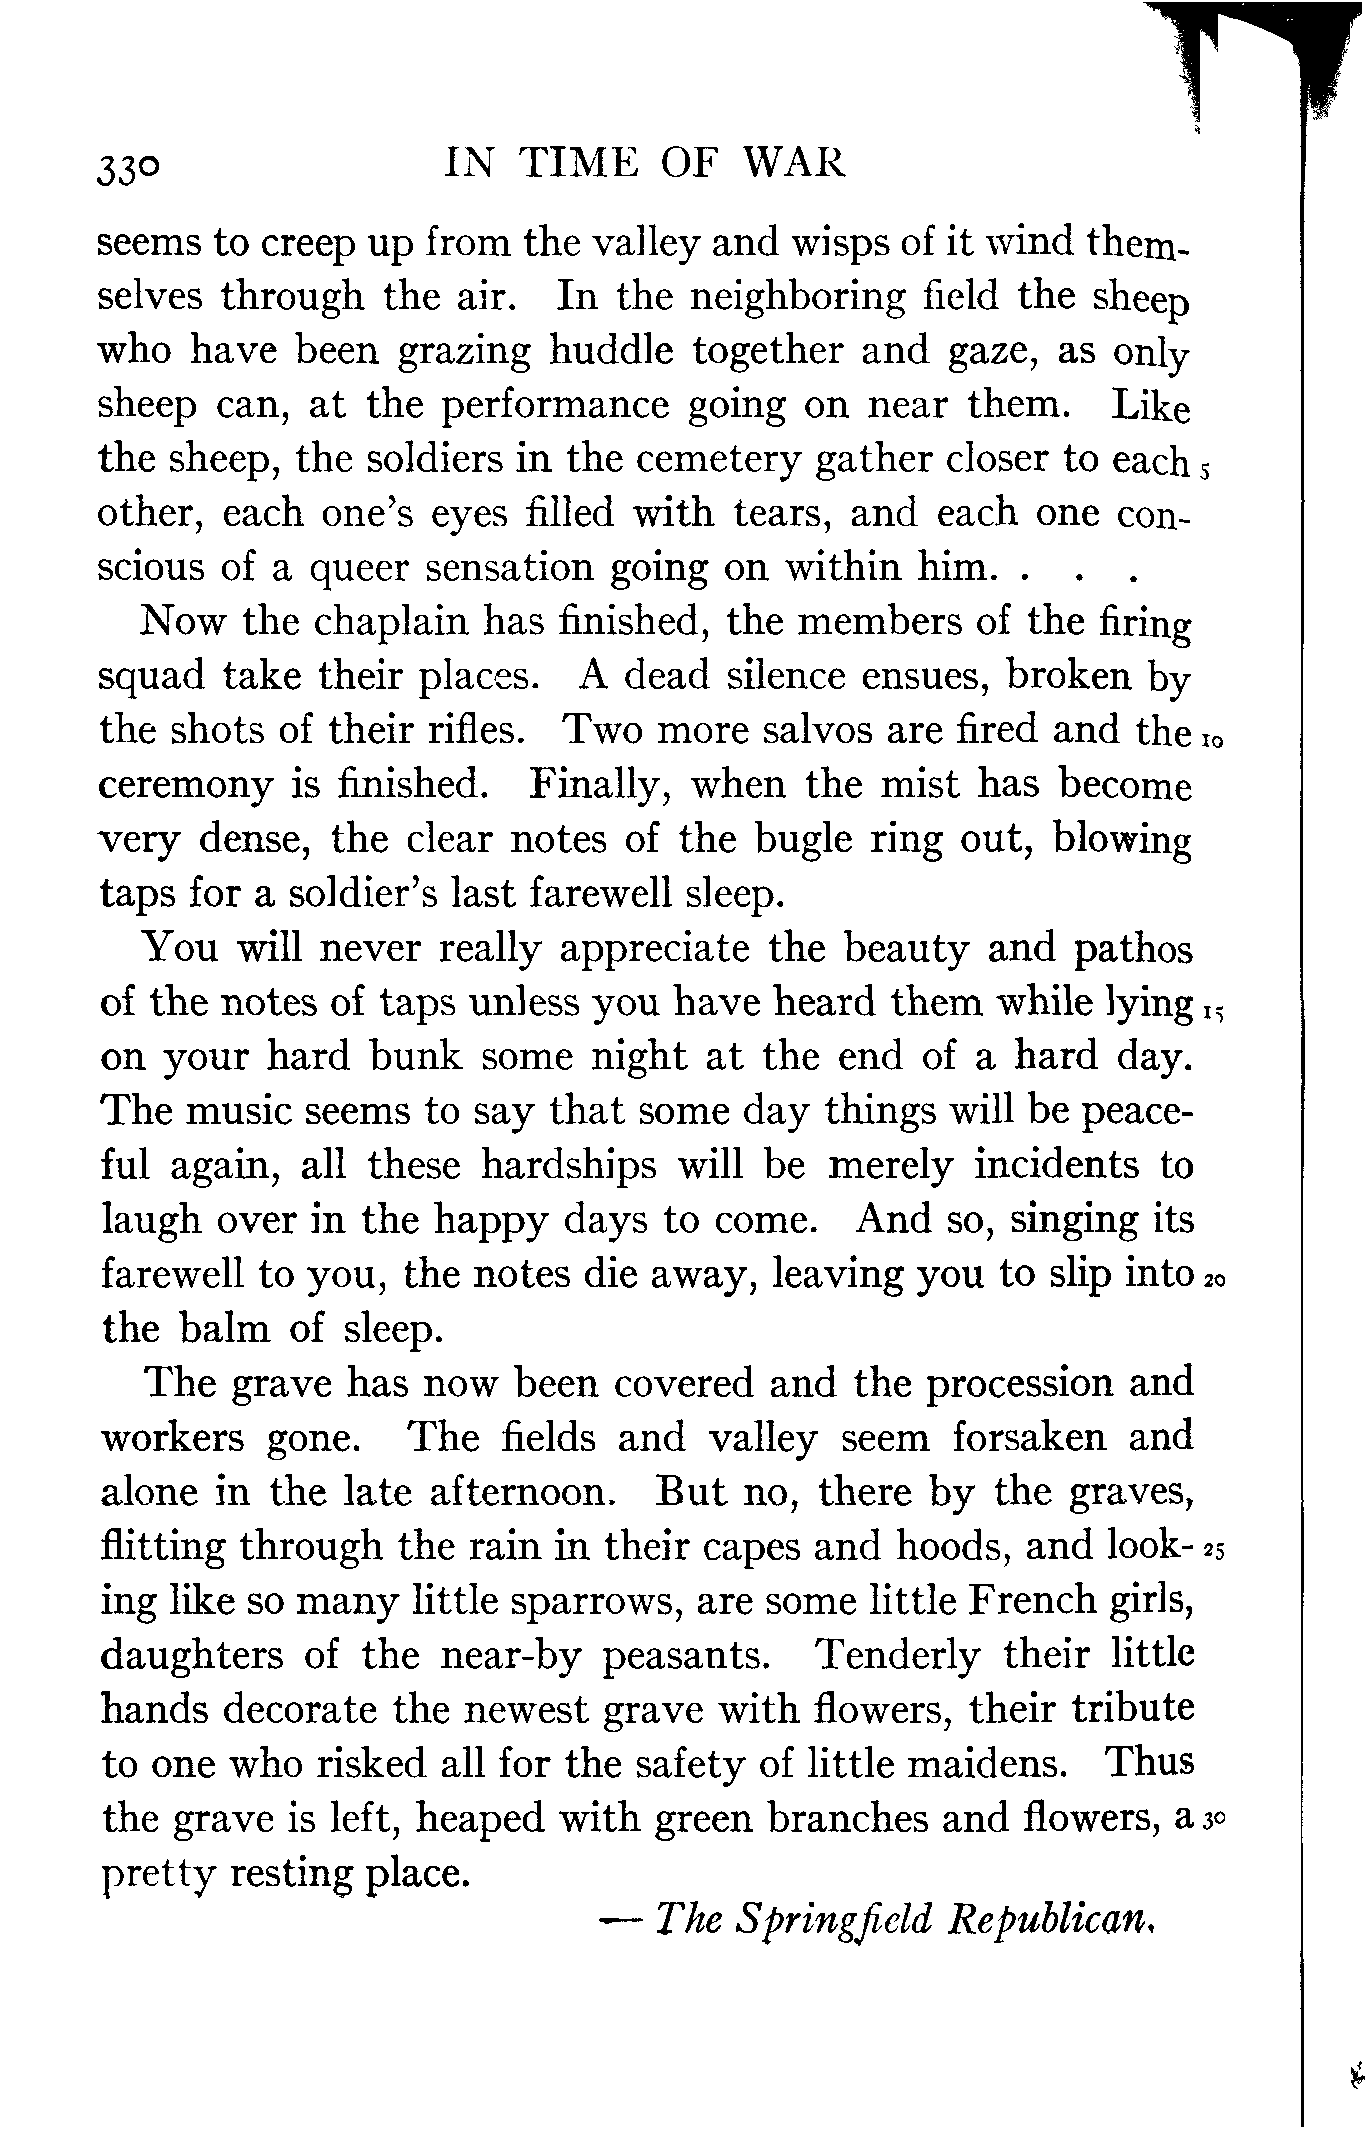 330 IN TIME OF WAR
seems to creep up from the valley and wisps of it wind them-
selves through the air. In the neighboring field the sheep
who have been grazing huddle together and gaze, as only
sheep can, at the performance going on near them. Like
the sheep, the soldiers in the cemetery gather closer to each 5
other, each one's eyes filled with tears, and each one con-
scious of a queer sensation going on within him. . . .
Now the chaplain has finished, the members of the firing
squad take their places. A dead silence ensues, broken by
the shots of their rifles. Two more salvos are fired and the 10
ceremony is finished. Finally, when the mist has become
very dense, the clear notes of the bugle ring out, blowing
taps for a soldier's last farewell sleep.
You will never really appreciate the beauty and pathos
of the notes of taps unless you have heard them while lying 15
on your hard bunk some night at the end of a hard day.
The music seems to say that some day things will be peace-
ful again, all these hardships will be merely incidents to
laugh over in the happy days to come. And so, singing its
farewell to you, the notes die away, leaving you to slip into 20
the balm of sleep.
The grave has now been covered and the procession and
workers gone. The fields and valley seem forsaken and
alone in the late afternoon. But no, there by the graves,
flitting through the rain in their capes and hoods, and look- 25
ing like so many little sparrows, are some little French girls,
daughters of the near-by peasants. Tenderly their little
hands decorate the newest grave with flowers, their tribute
to one who risked all for the safety of little maidens. Thus
the grave is left, heaped with green branches and flowers, a 30
pretty resting place.
— The Springfield Republican.